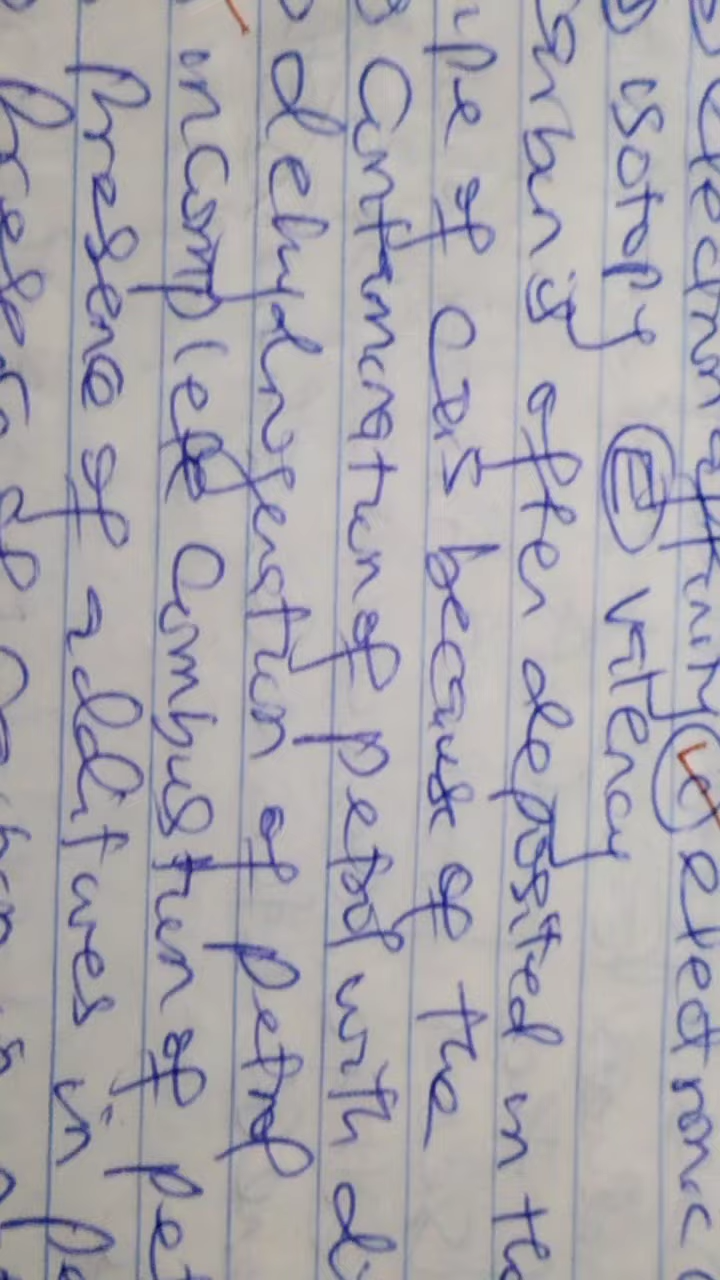 electron affinity (C) electronic
isotopy (E) valency
Carbon is often deposited in the
pipe of cars because of the
Contamination of petrol with d
dehydrogenation of petrol
incomplete Combustion of pet
Presence of additives in pe